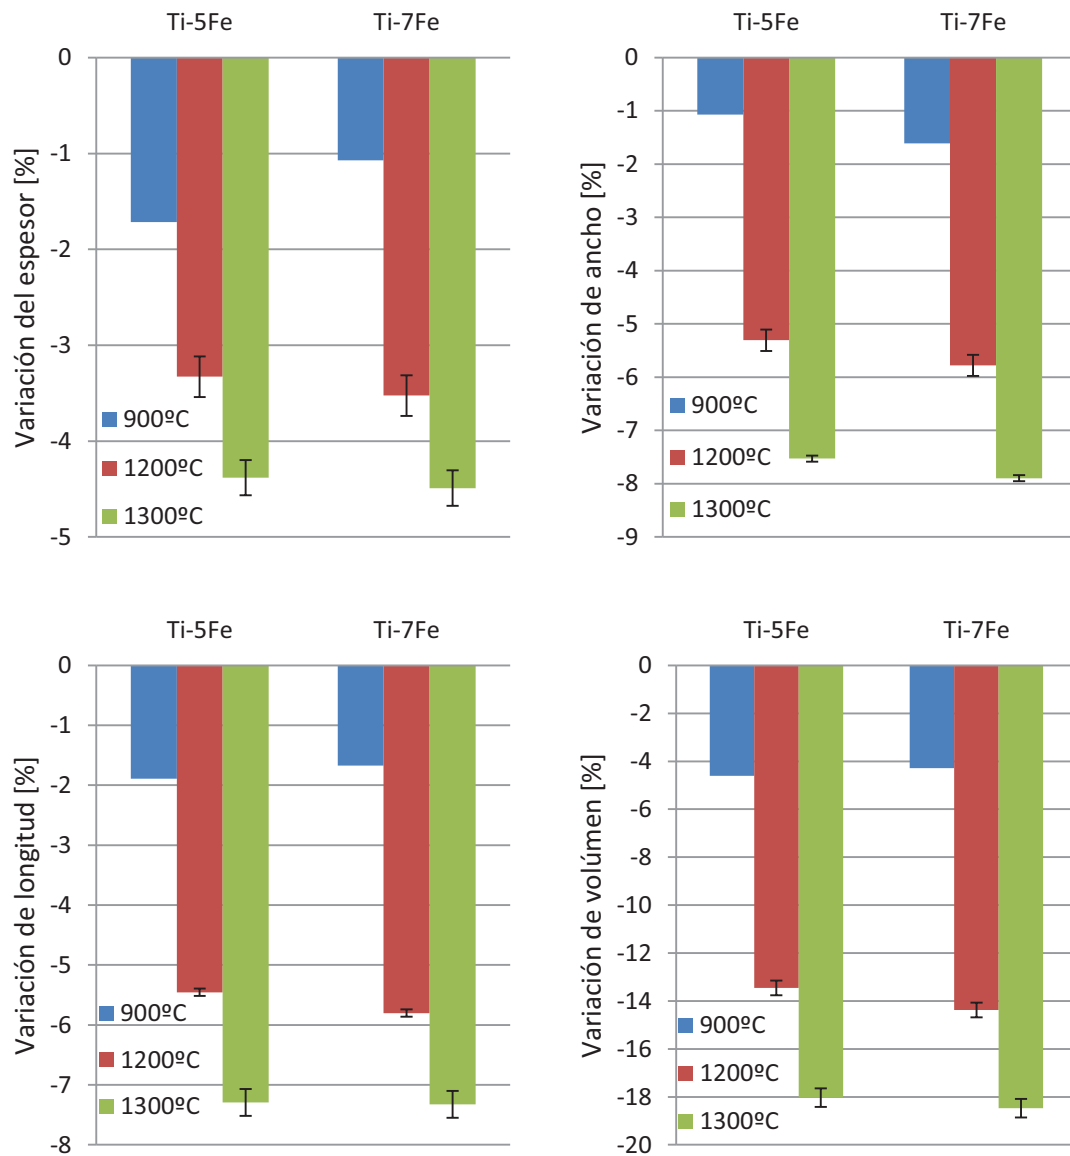 Ti-5Fe Ti-7Fe
0
-1
-2
-3
-4
-5
Variación del espesor [%]
900ºC
1200ºC
1300ºC
Ti-5Fe Ti-7Fe
0
-1
-2
-3
-4
-5
-6
-7
-8
-9
Variación de ancho [%]
900ºC
1200ºC
1300ºC
Ti-5Fe Ti-7Fe
0
-1
-2
-3
-4
-5
-6
-7
-8
Variación de longitud [%]
900ºC
1200ºC
1300ºC
Ti-5Fe Ti-7Fe
0
-2
-4
-6
-8
-10
-12
-14
-16
-18
-20
Variación de volúmen [%]
900ºC
1200ºC
1300ºC